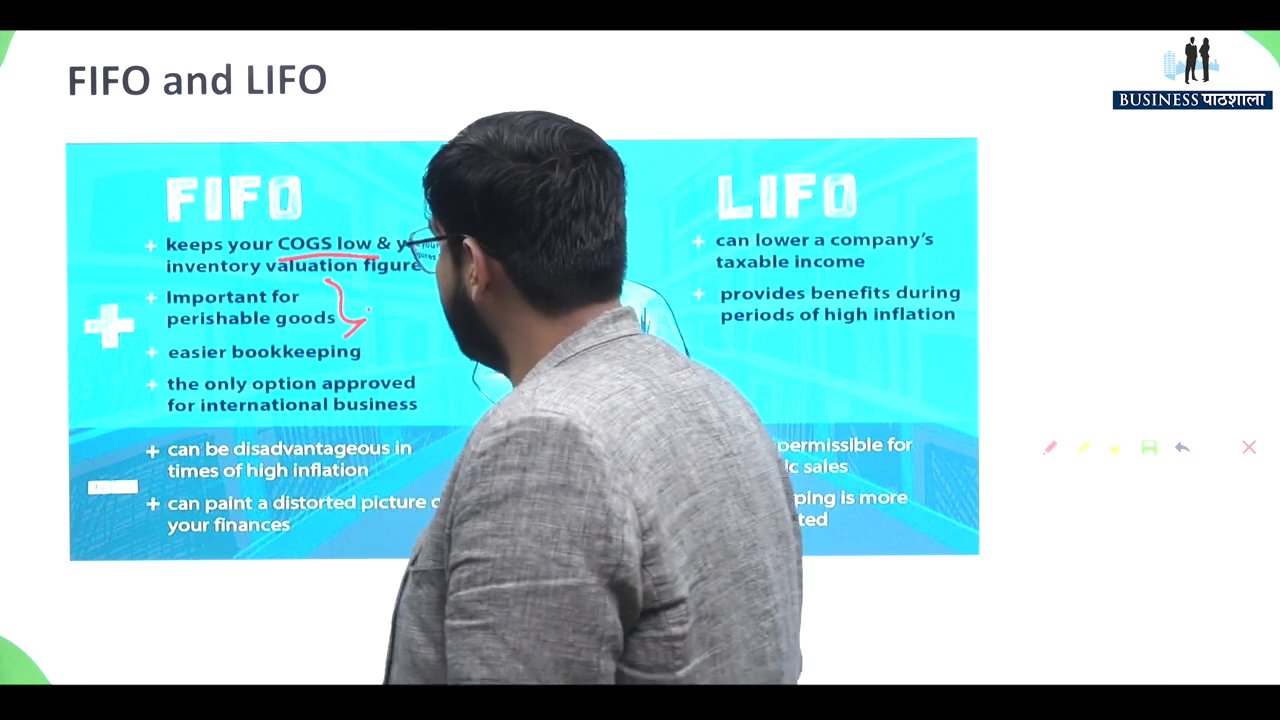 FIFO and LIFO
BUSINESS पाठशाला
FIFO
keeps your COGS low &
inventory valuation figure
Important for
perishable goods
easier bookkeeping
the only option approved
for international business
can be disadvantageous in
times of high inflation
can paint a distorted picture
your finances
LIFO
can lower a company's
taxable income
provides benefits during
periods of high inflation
permissible for
sales
is more